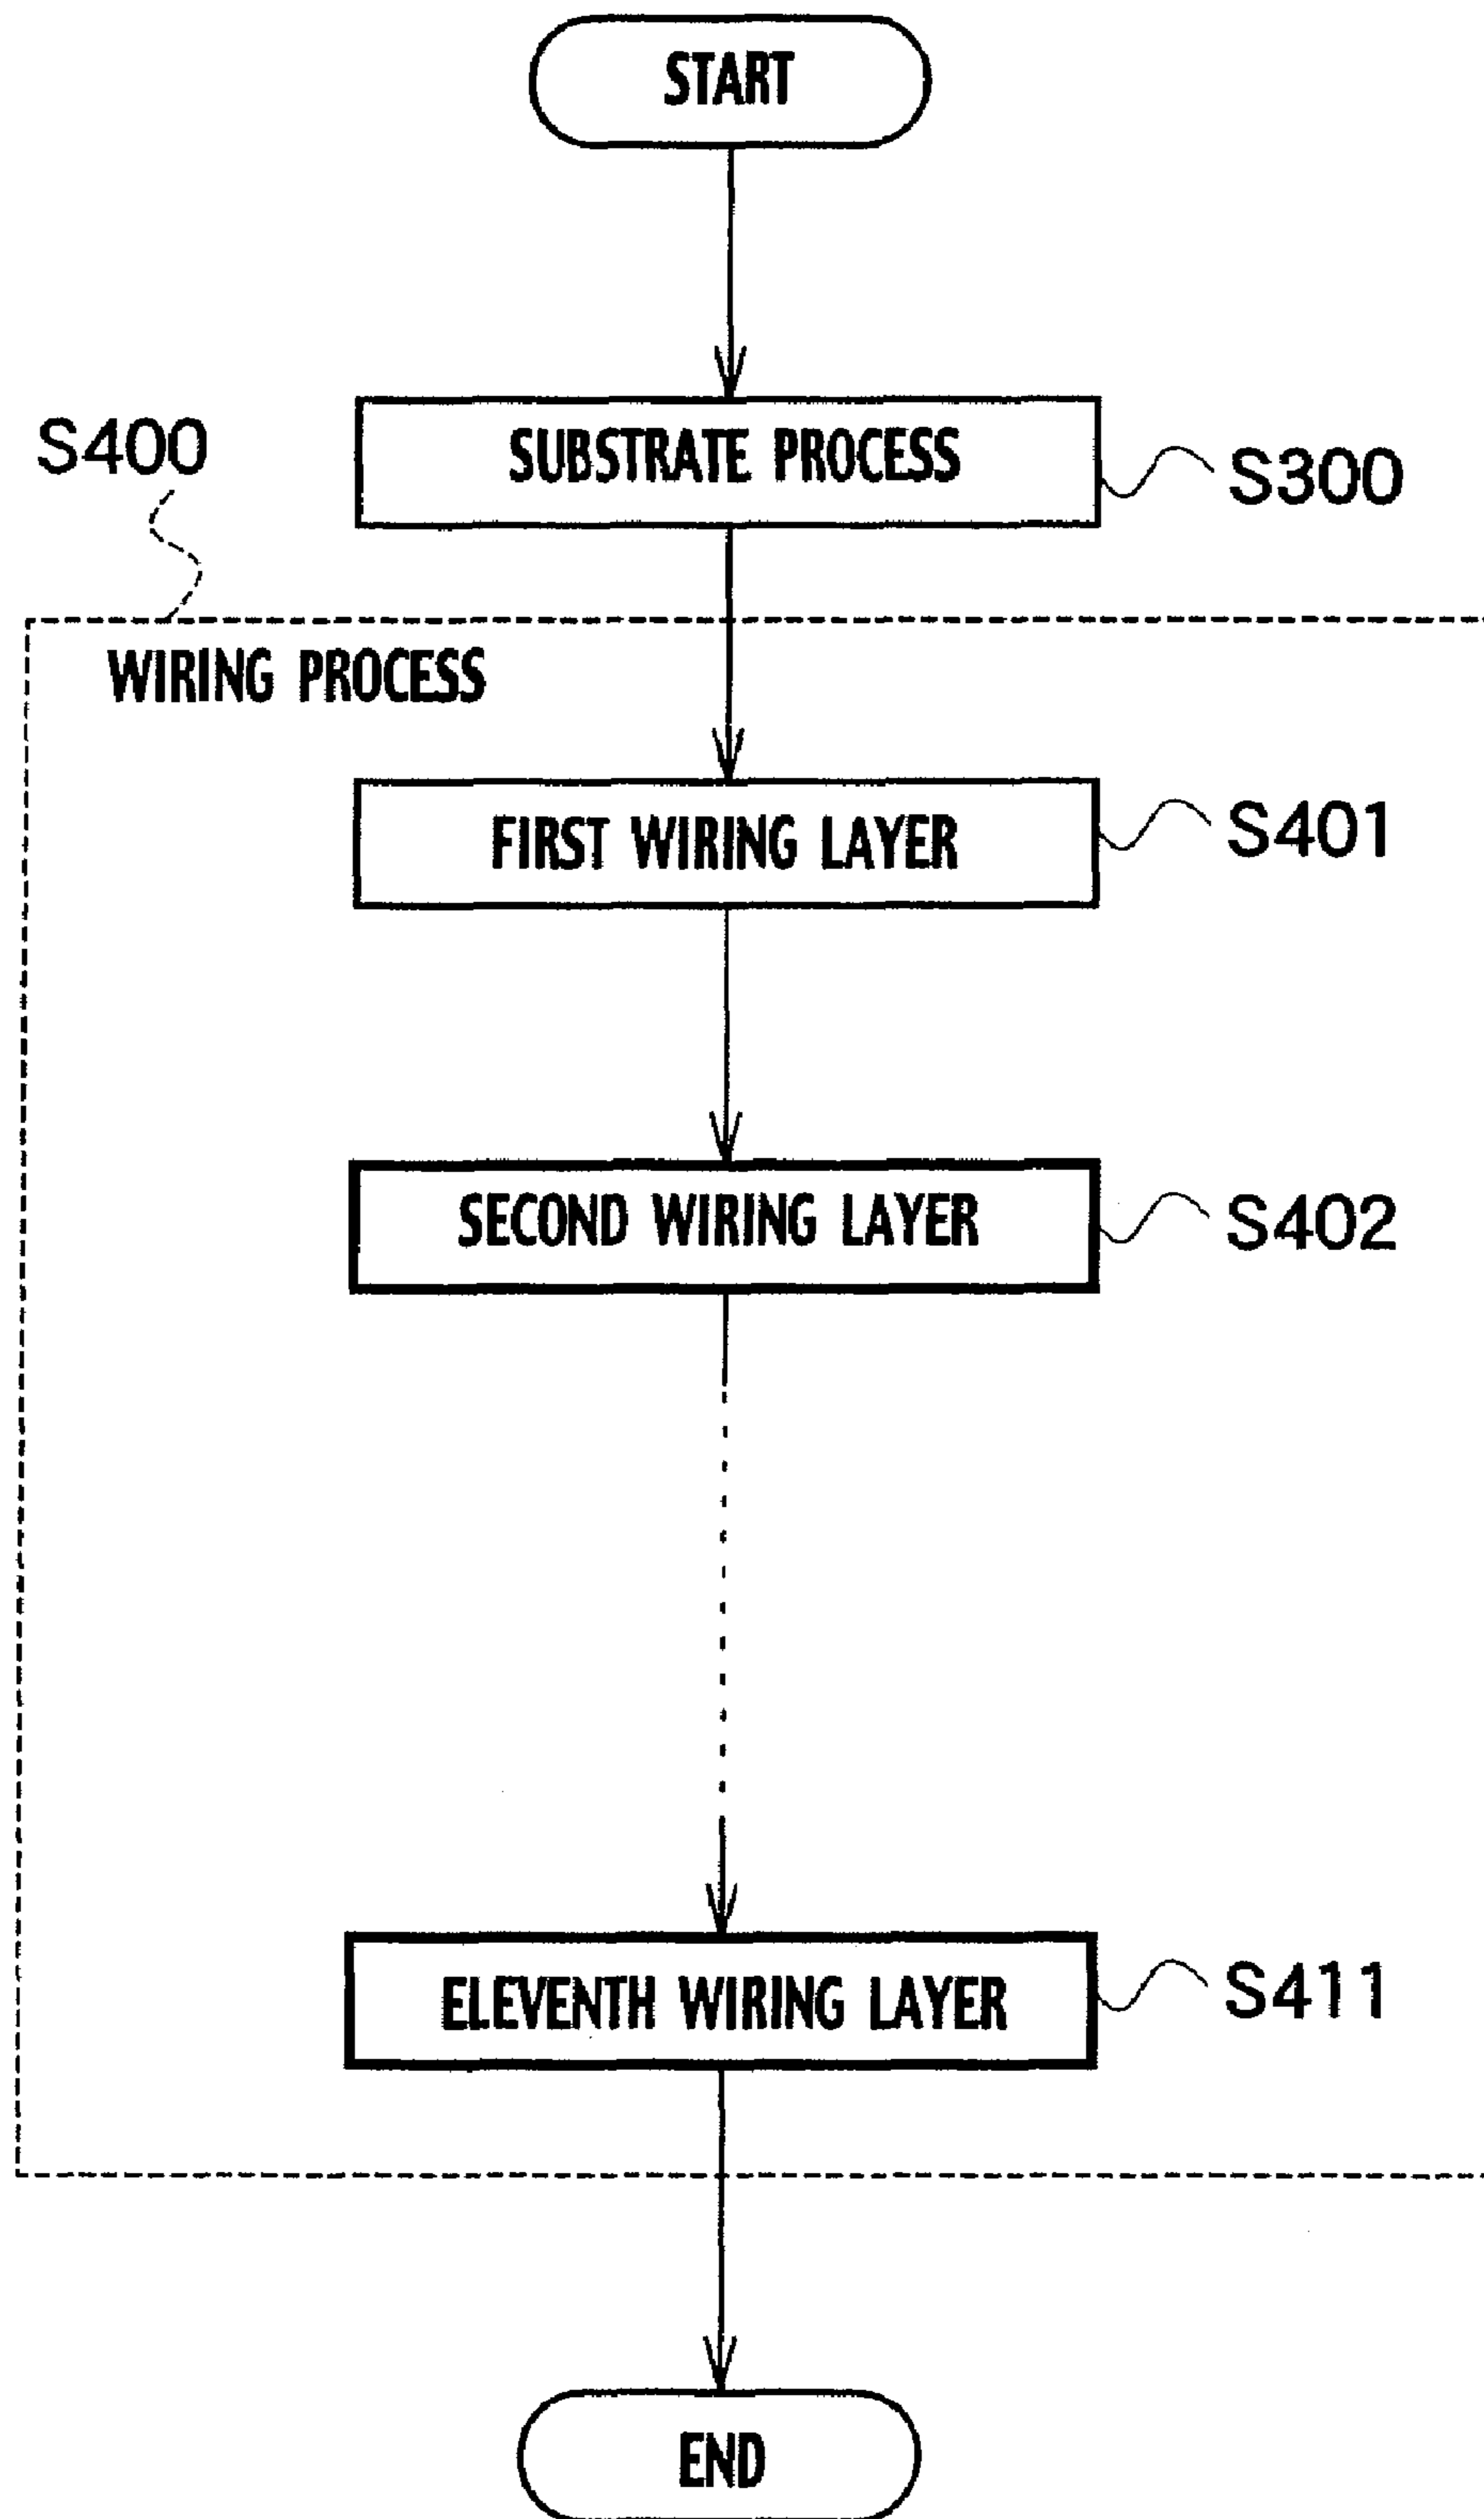 START
SUBSTRATE PROCESS
S300
S400
WIRING PROCESS
FIRST WIRING LAYER
S401
SECOND WIRING LAYER
S402
ELEVENTH WIRING LAYER
S411
END